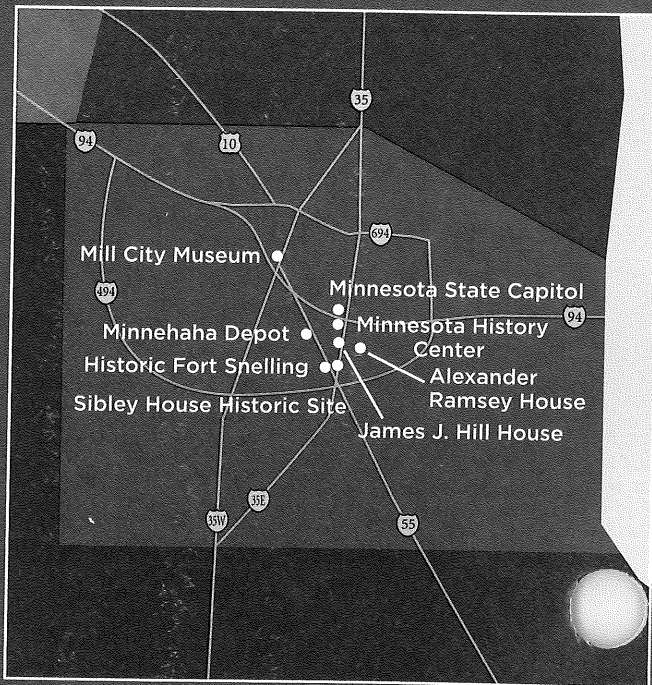 35
94
10
694
Mill City Museum
494
Minnesota State Capitol
94
Minnehaha Depot
Minnesota History
Center
Historic Fort Snelling
Alexander
Ramsey House
Sibley House Historic Site
James J. Hill House
35E
35W
55